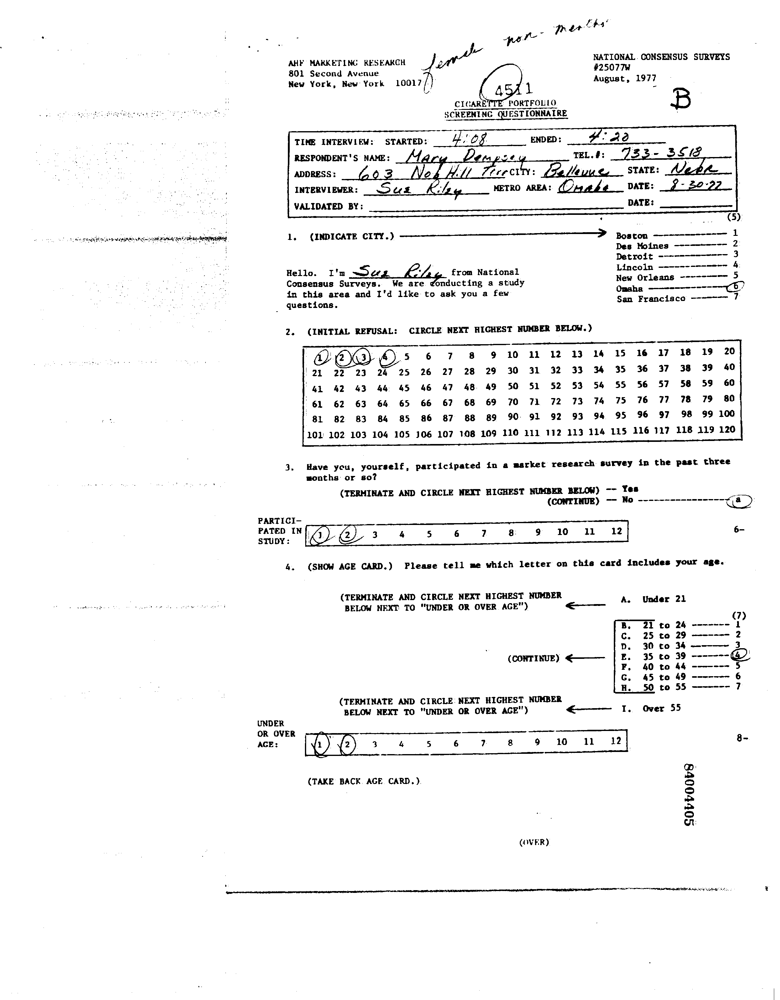 female non-menthol
AHF MARKETING RESEARCH
801 Second Avenue
New York, New York 10017
NATIONAL CONSENSUS SURVEYS
#25077W
August, 1977
4511
B
CIGARETTE PORTFOLIO
SCREENING QUESTIONNAIRE
TIME INTERVIEW: STARTED: 4:08 ENDED: 4:20
RESPONDENT'S NAME: Mary Dempsey TEL.#: 733-3518
ADDRESS: 603 Nob Hill Terr CITY: Bellevue STATE: Nebr
INTERVIEWER: Sue Riley METRO AREA: Omaha DATE: 8-30-77
VALIDATED BY: DATE:
(5)
1. (INDICATE CITY.)
Boston 1
Des Moines 2
Detroit 3
Lincoln 4
New Orleans 5
Omaha 6
San Francisco 7
Hello. I'm Sue Riley from National
Consensus Surveys. We are conducting a study
in this area and I'd like to ask you a few
questions.
2. (INITIAL REFUSAL: CIRCLE NEXT HIGHEST NUMBER BELOW.)
1 2 3 4 5 6 7 8 9 10 11 12 13 14 15 16 17 18 19 20
21 22 23 24 25 26 27 28 29 30 31 32 33 34 35 36 37 38 39 40
41 42 43 44 45 46 47 48 49 50 51 52 53 54 55 56 57 58 59 60
61 62 63 64 65 66 67 68 69 70 71 72 73 74 75 76 77 78 79 80
81 82 83 84 85 86 87 88 89 90 91 92 93 94 95 96 97 98 99 100
101 102 103 104 105 106 107 108 109 110 111 112 113 114 115 116 117 118 119 120
3. Have you, yourself, participated in a market research survey in the past three
months or so?
(TERMINATE AND CIRCLE NEXT HIGHEST NUMBER BELOW) -- Yes
(CONTINUE) -- No a
PARTICI-
PATED IN
STUDY: 1 2 3 4 5 6 7 8 9 10 11 12
6-
4. (SHOW AGE CARD.) Please tell me which letter on this card includes your age.
(TERMINATE AND CIRCLE NEXT HIGHEST NUMBER
BELOW NEXT TO "UNDER OR OVER AGE") A. Under 21
(7)
B. 21 to 24 1
C. 25 to 29 2
D. 30 to 34 3
(CONTINUE) E. 35 to 39 4
F. 40 to 44 5
G. 45 to 49 6
H. 50 to 55 7
(TERMINATE AND CIRCLE NEXT HIGHEST NUMBER
BELOW NEXT TO "UNDER OR OVER AGE") I. Over 55
UNDER
OR OVER
AGE: 1 2 3 4 5 6 7 8 9 10 11 12
8-
(TAKE BACK AGE CARD.)
84004405
(OVER)